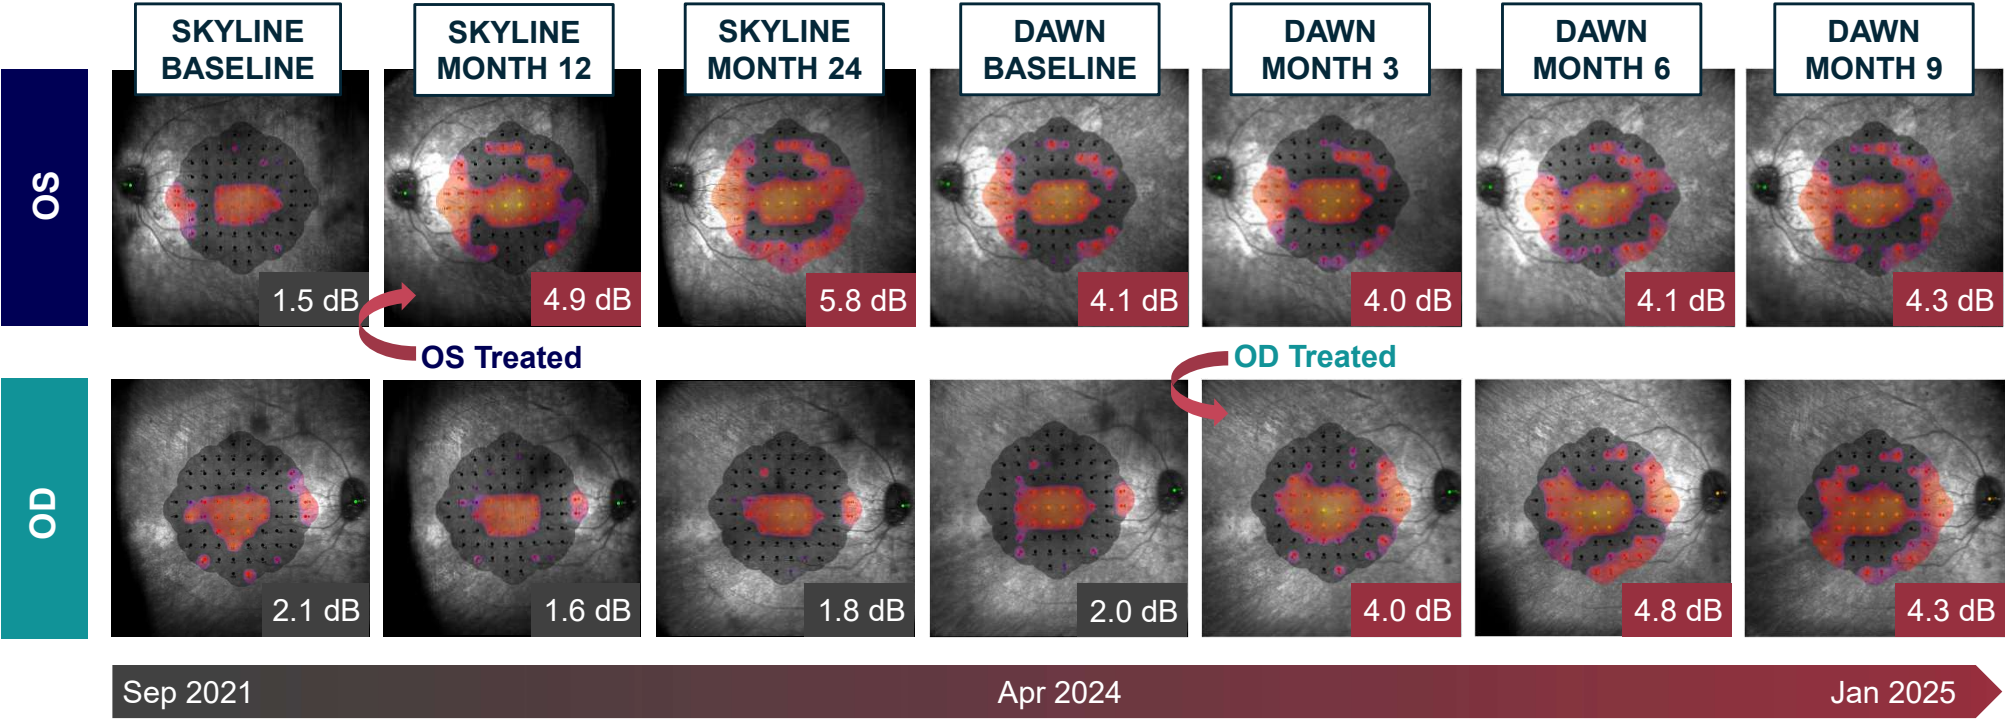 SKYLINE
BASELINE
SKYLINE
MONTH 12
SKYLINE
MONTH 24
DAWN
BASELINE
DAWN
MONTH 3
DAWN
MONTH 6
DAWN
MONTH 9
OS
1.5 dB
4.9 dB
5.8 dB
4.1 dB
4.0 dB
4.1 dB
4.3 dB
OS Treated
OD Treated
OD
2.1 dB
1.6 dB
1.8 dB
2.0 dB
4.0 dB
4.8 dB
4.3 dB
Sep 2021
Apr 2024
Jan 2025